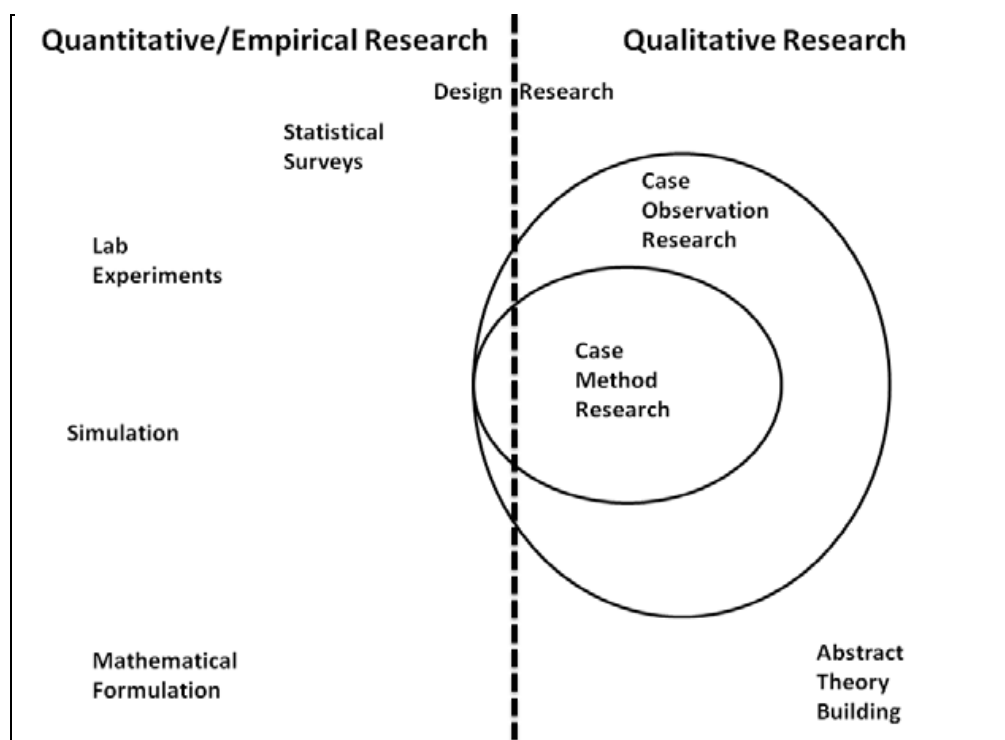 Quantitative/Empirical Research
Qualitative Research
Design Research
Statistical
Surveys
Case
Observation
Research
Lab
Experiments
Case
Method
Research
Simulation
Mathematical
Formulation
Abstract
Theory
Building